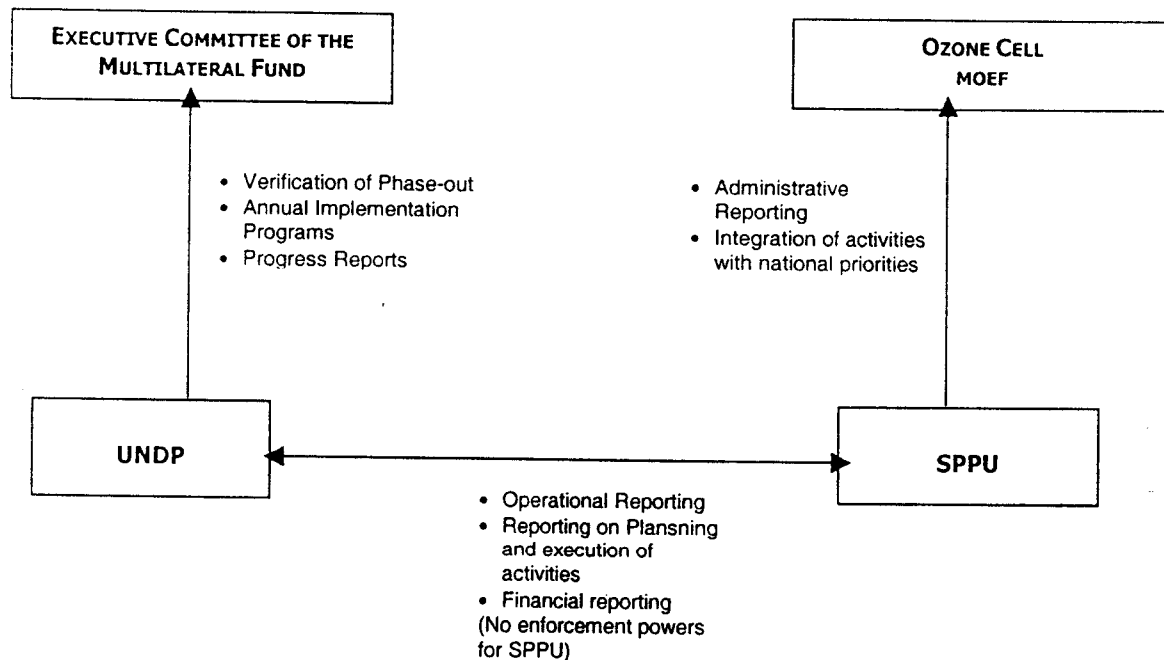 EXECUTIVE COMMITTEE OF THE
MULTILATERAL FUND
OZONE CELL
MOEF
• Verification of Phase-out
• Annual Implementation
Programs
• Progress Reports
• Administrative
Reporting
• Integration of activities
with national priorities
UNDP
SPPU
• Operational Reporting
• Reporting on Plansning
and execution of
activities
• Financial reporting
(No enforcement powers
for SPPU)